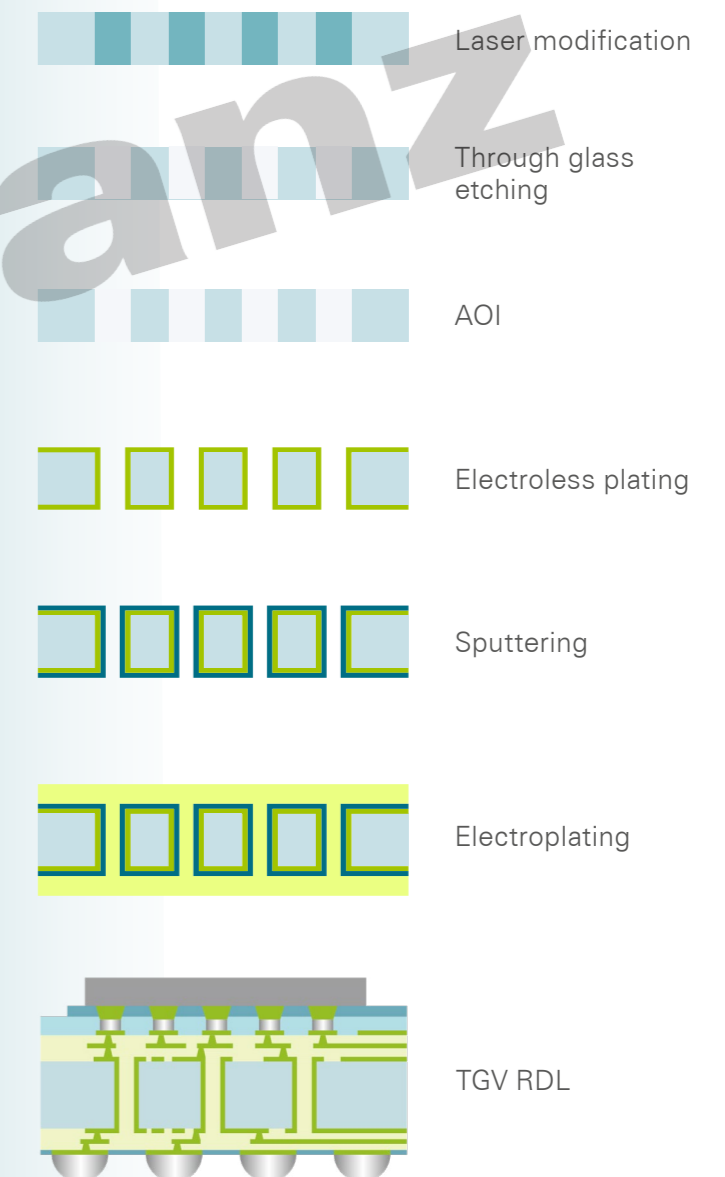 Laser modification
Through glass
etching
AOI
Electroless plating
Sputtering
Electroplating
TGV RDL
anz